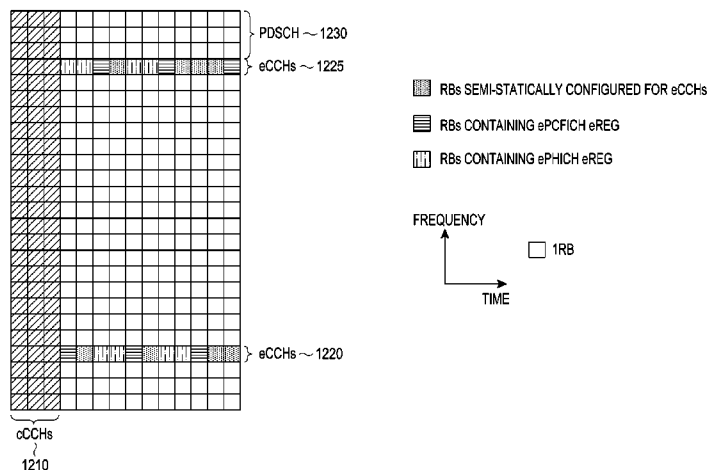 PDSCH ~ 1230
eCCHs ~ 1225
RBs SEMI-STATICALLY CONFIGURED FOR eCCHs
RBs CONTAINING ePCFICH eREG
RBs CONTAINING ePHICH eREG
FREQUENCY
1RB
TIME
eCCHs ~ 1220
cCCHs
1210